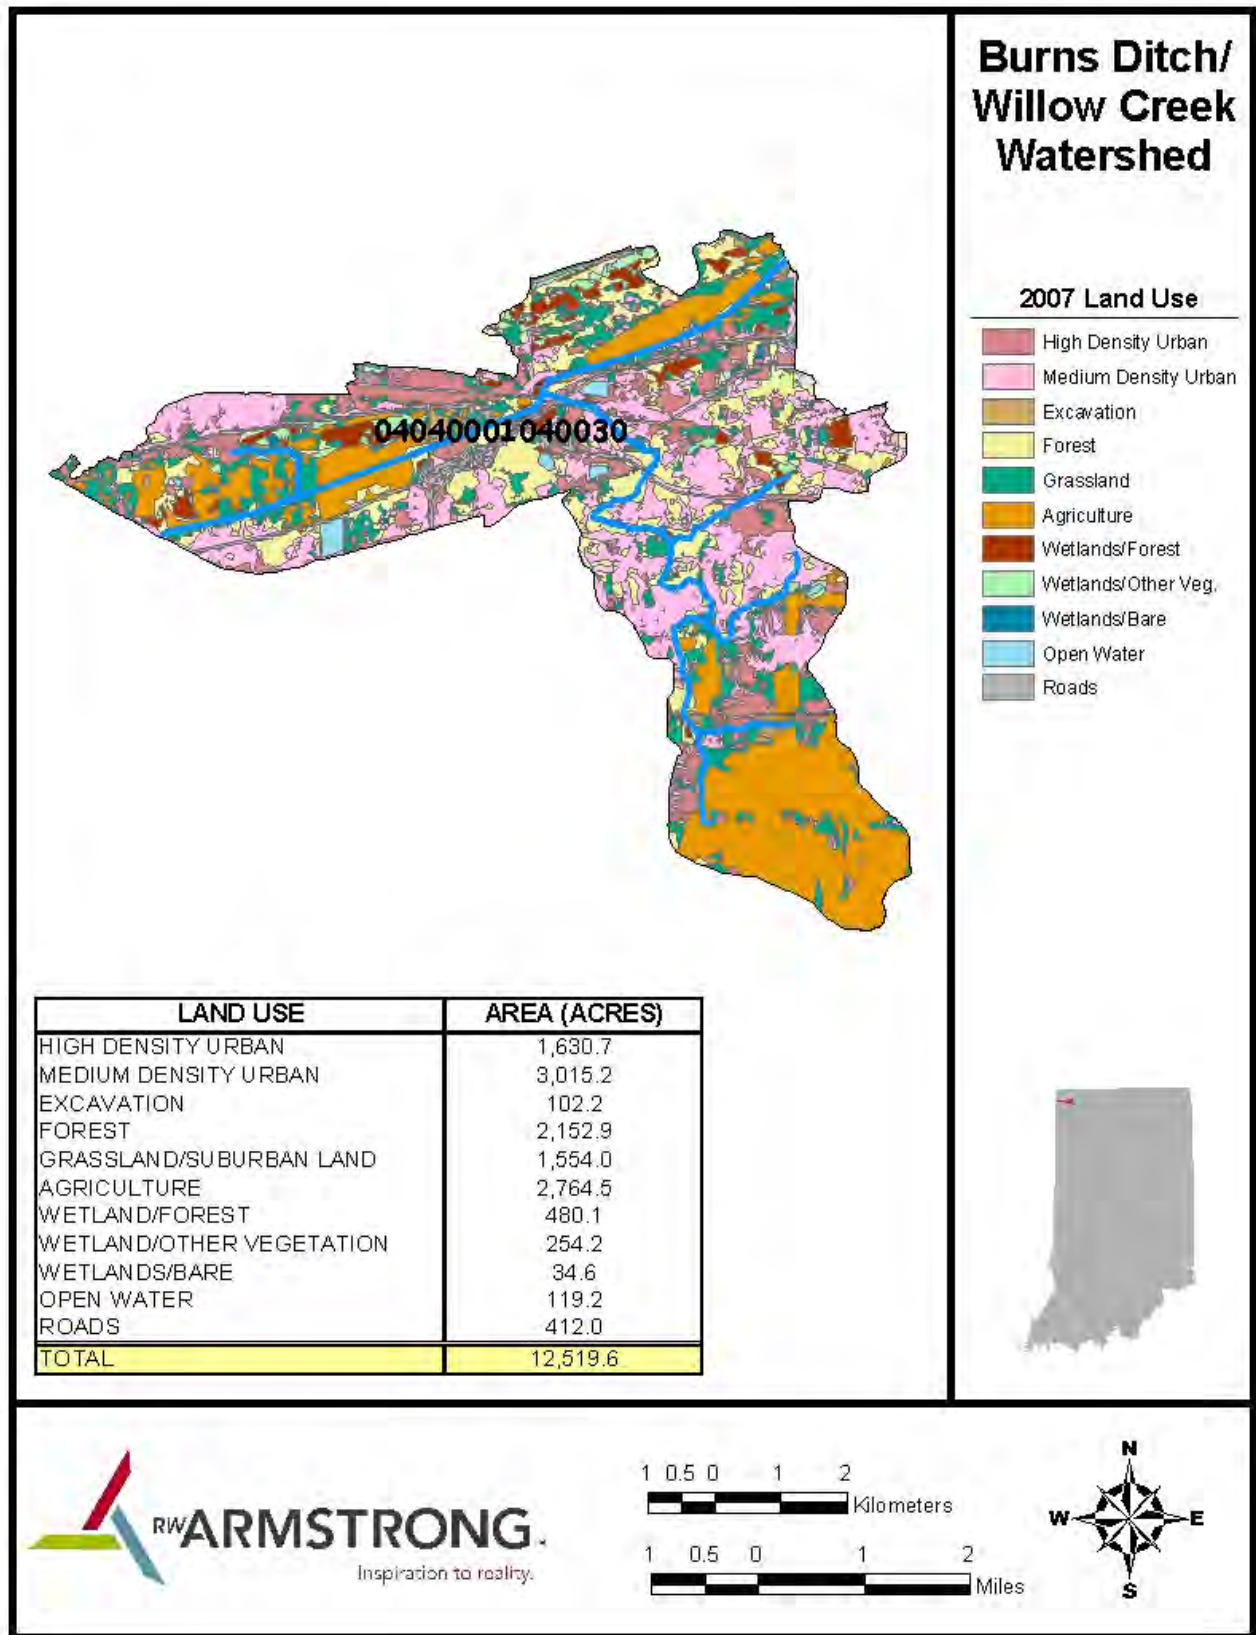 Burns Ditch/
Willow Creek
Watershed
2007 Land Use
High Density Urban
Medium Density Urban
Excavation
Forest
Grassland
Agriculture
Wetlands/Forest
Wetlands/Other Veg.
Wetlands/Bare
Open Water
Roads
04040001040030
LAND USE AREA (ACRES)
HIGH DENSITY URBAN 1,630.7
MEDIUM DENSITY URBAN 3,015.2
EXCAVATION 102.2
FOREST 2,152.9
GRASSLAND/SUBURBAN LAND 1,554.0
AGRICULTURE 2,764.5
WETLAND/FOREST 480.1
WETLAND/OTHER VEGETATION 254.2
WETLANDS/BARE 34.6
OPEN WATER 119.2
ROADS 412.0
TOTAL 12,519.6
RW ARMSTRONG.
Inspiration to reality.
1 0.5 0 1 2
Kilometers
1 0.5 0 1 2
Miles
N
W E
S